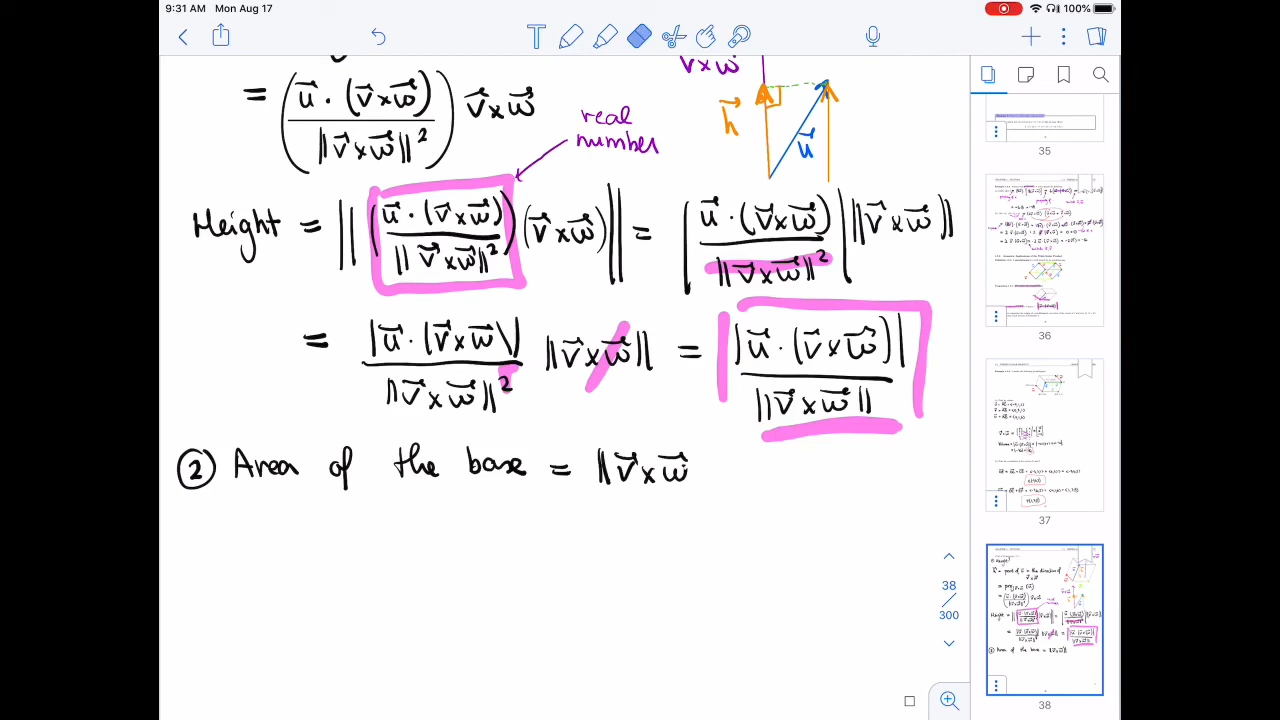 9:31 AM Mon Aug 17
100%
v⃗×w⃗
= ( u⃗ · (v⃗×w⃗) / ‖v⃗×w⃗‖² ) v⃗×w⃗
h⃗
u⃗
real
number
Height = ‖ ( u⃗ · (v⃗×w⃗) / ‖v⃗×w⃗‖² ) (v⃗×w⃗) ‖ = | u⃗ · (v⃗×w⃗) / ‖v⃗×w⃗‖² | ‖v⃗×w⃗‖
= |u⃗ · (v⃗×w⃗)| / ‖v⃗×w⃗‖² ‖v⃗×w⃗‖ = |u⃗ · (v⃗×w⃗)| / ‖v⃗×w⃗‖
② Area of the base = ‖v⃗×w⃗
38
/
300
35
36
37
38